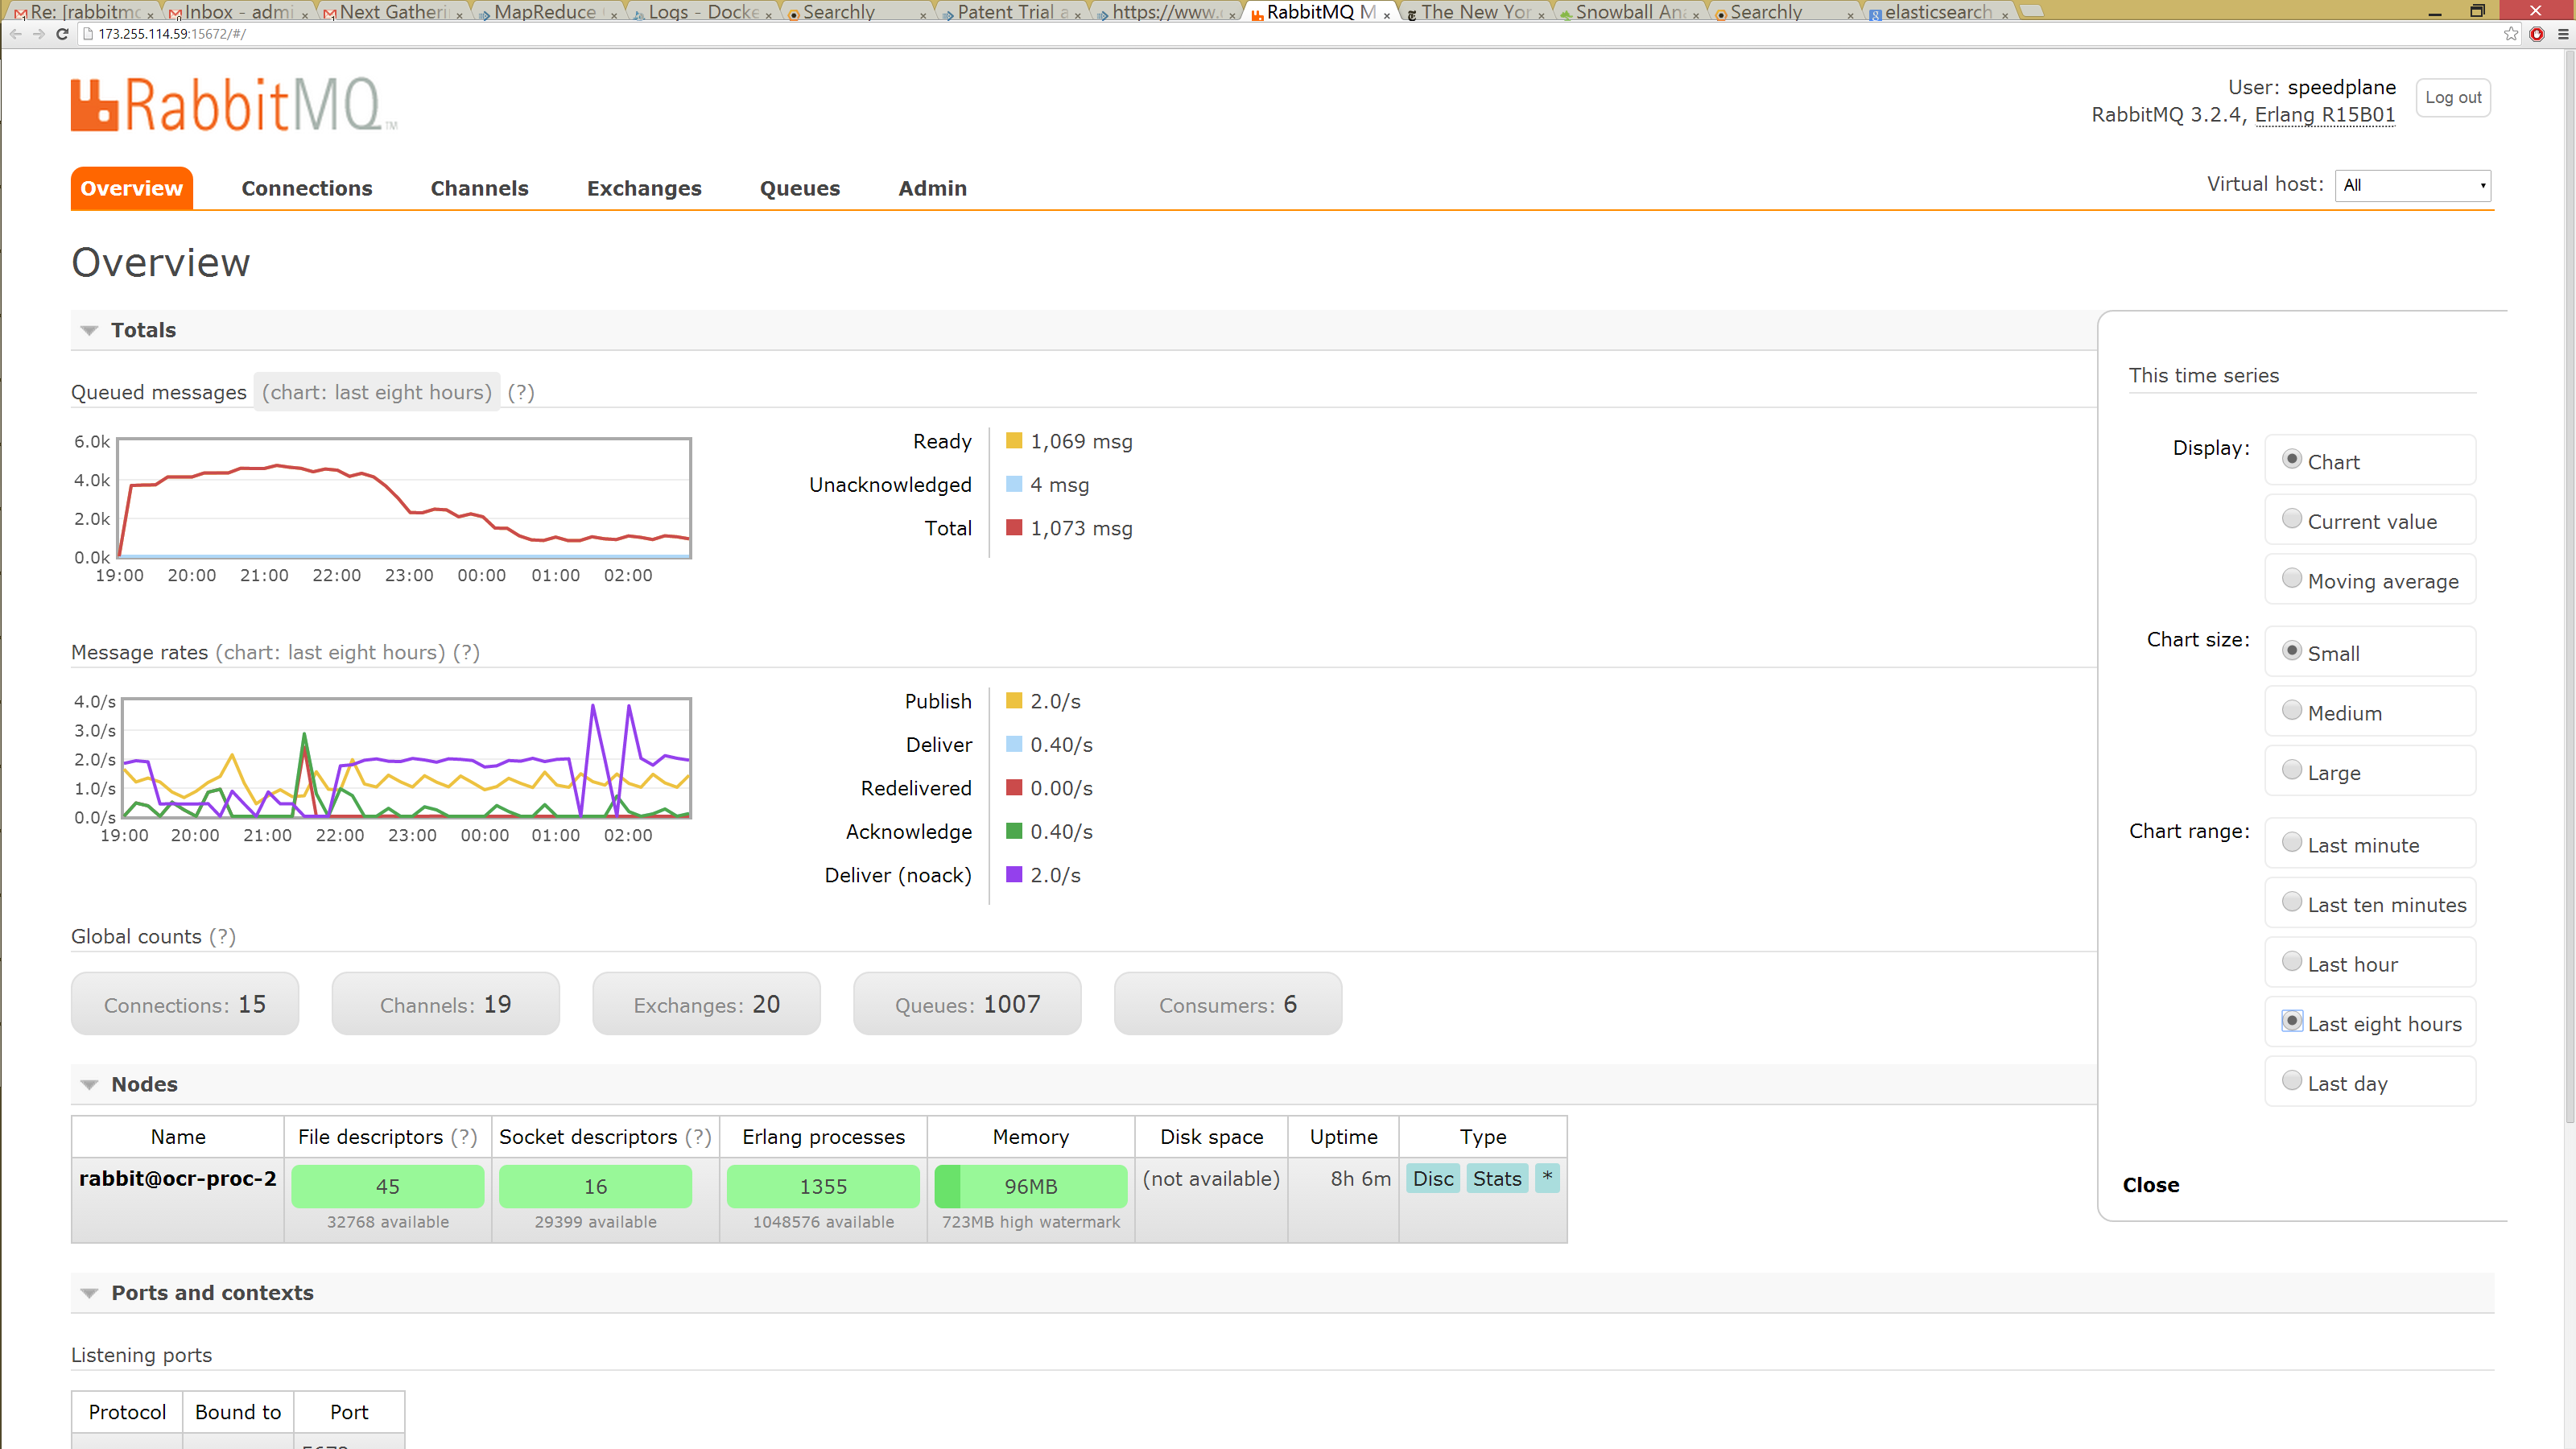 Re: [rabbitmq
Inbox - admi
Next Gatheri
MapReduce
Logs - Docke
Searchly
Patent Trial a
https://www.
RabbitMQ M
The New Yor
Snowball Ana
Searchly
elasticsearch
173.255.114.59:15672/#/
RabbitMQ TM
User: speedplane
RabbitMQ 3.2.4, Erlang R15B01
Log out
Overview Connections Channels Exchanges Queues Admin
Virtual host: All
Overview
Totals
Queued messages (chart: last eight hours) (?)
6.0k
4.0k
2.0k
0.0k
19:00 20:00 21:00 22:00 23:00 00:00 01:00 02:00
Ready 1,069 msg
Unacknowledged 4 msg
Total 1,073 msg
Message rates (chart: last eight hours) (?)
4.0/s
3.0/s
2.0/s
1.0/s
0.0/s
19:00 20:00 21:00 22:00 23:00 00:00 01:00 02:00
Publish 2.0/s
Deliver 0.40/s
Redelivered 0.00/s
Acknowledge 0.40/s
Deliver (noack) 2.0/s
Global counts (?)
Connections: 15 Channels: 19 Exchanges: 20 Queues: 1007 Consumers: 6
Nodes
Name File descriptors (?) Socket descriptors (?) Erlang processes Memory Disk space Uptime Type
rabbit@ocr-proc-2 45 16 1355 96MB (not available) 8h 6m Disc Stats *
32768 available 29399 available 1048576 available 723MB high watermark
Ports and contexts
Listening ports
Protocol Bound to Port
5672
This time series
Display: Chart
Current value
Moving average
Chart size: Small
Medium
Large
Chart range: Last minute
Last ten minutes
Last hour
Last eight hours
Last day
Close